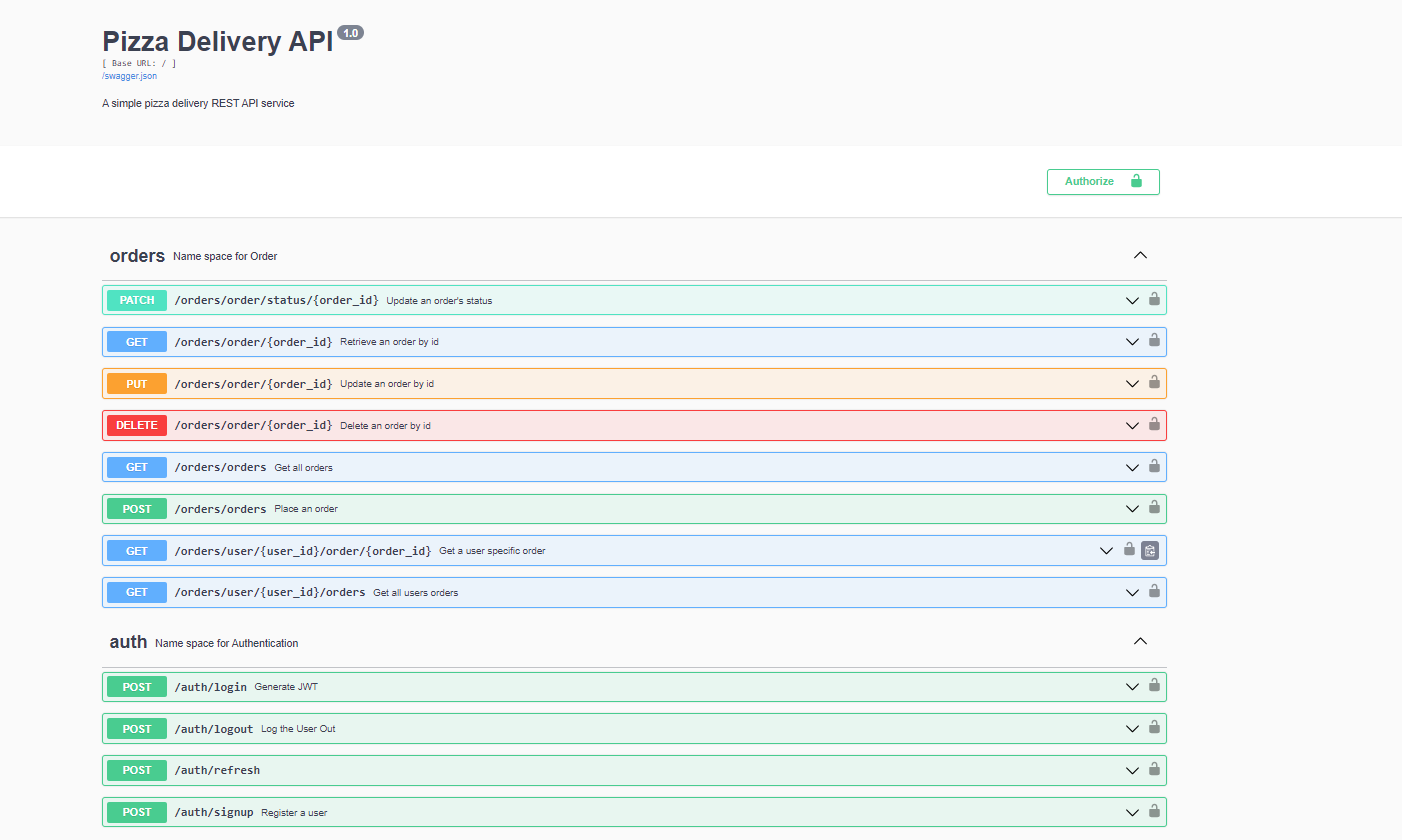 Pizza Delivery API 1.0
[ Base URL: / ]
/swagger.json
A simple pizza delivery REST API service
Authorize
orders Name space for Order
PATCH /orders/order/status/{order_id} Update an order's status
GET /orders/order/{order_id} Retrieve an order by id
PUT /orders/order/{order_id} Update an order by id
DELETE /orders/order/{order_id} Delete an order by id
GET /orders/orders Get all orders
POST /orders/orders Place an order
GET /orders/user/{user_id}/order/{order_id} Get a user specific order
GET /orders/user/{user_id}/orders Get all users orders
auth Name space for Authentication
POST /auth/login Generate JWT
POST /auth/logout Log the User Out
POST /auth/refresh
POST /auth/signup Register a user